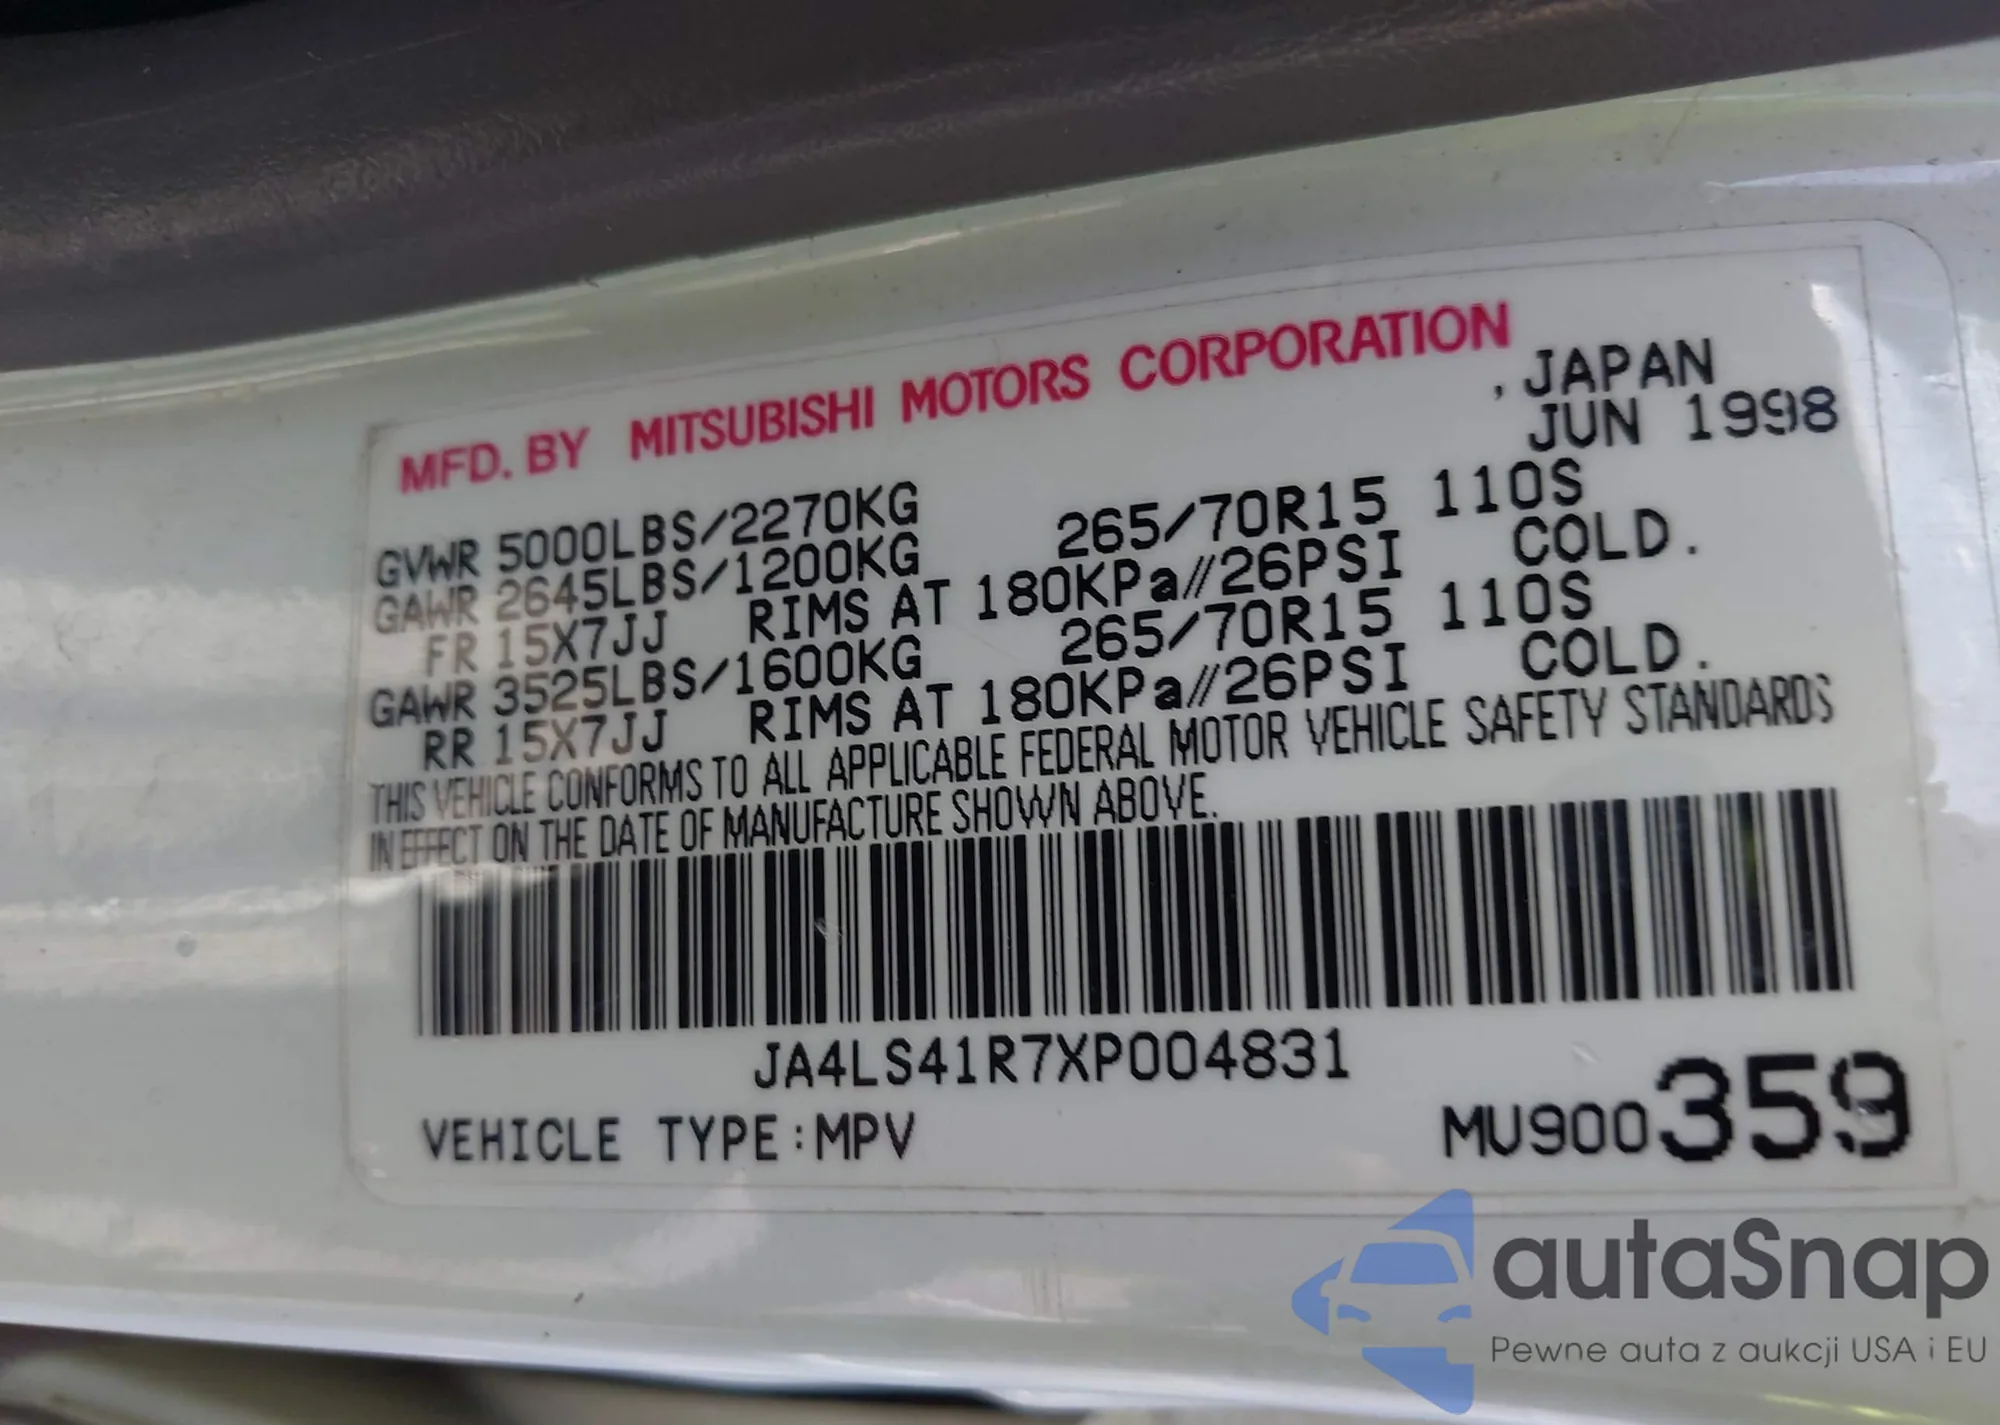 MFD. BY MITSUBISHI MOTORS CORPORATION
, JAPAN
JUN 1998
GVWR 5000LBS/2270KG
GAWR 2645LBS/1200KG 265/70R15 110S
FR 15X7JJ RIMS AT 180KPa//26PSI COLD.
GAWR 3525LBS/1600KG 265/70R15 110S
RR 15X7JJ RIMS AT 180KPa//26PSI COLD.
THIS VEHICLE CONFORMS TO ALL APPLICABLE FEDERAL MOTOR VEHICLE SAFETY STANDARDS
IN EFFECT ON THE DATE OF MANUFACTURE SHOWN ABOVE.
JA4LS41R7XP004831
VEHICLE TYPE:MPV MU900359
autaSnap
Pewne auta z aukcji USA i EU